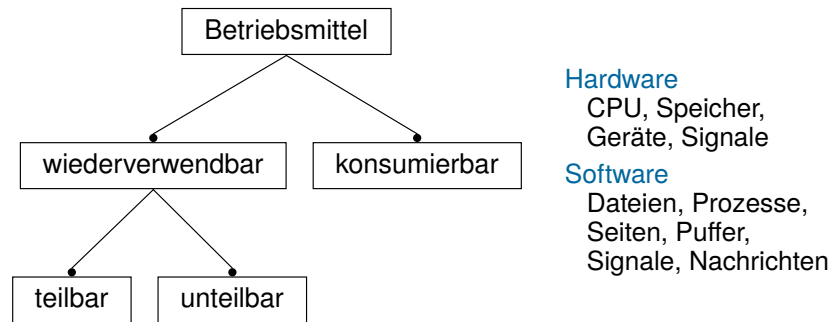 Betriebsmittel
wiederverwendbar
konsumierbar
teilbar
unteilbar
Hardware
CPU, Speicher,
Geräte, Signale
Software
Dateien, Prozesse,
Seiten, Puffer,
Signale, Nachrichten